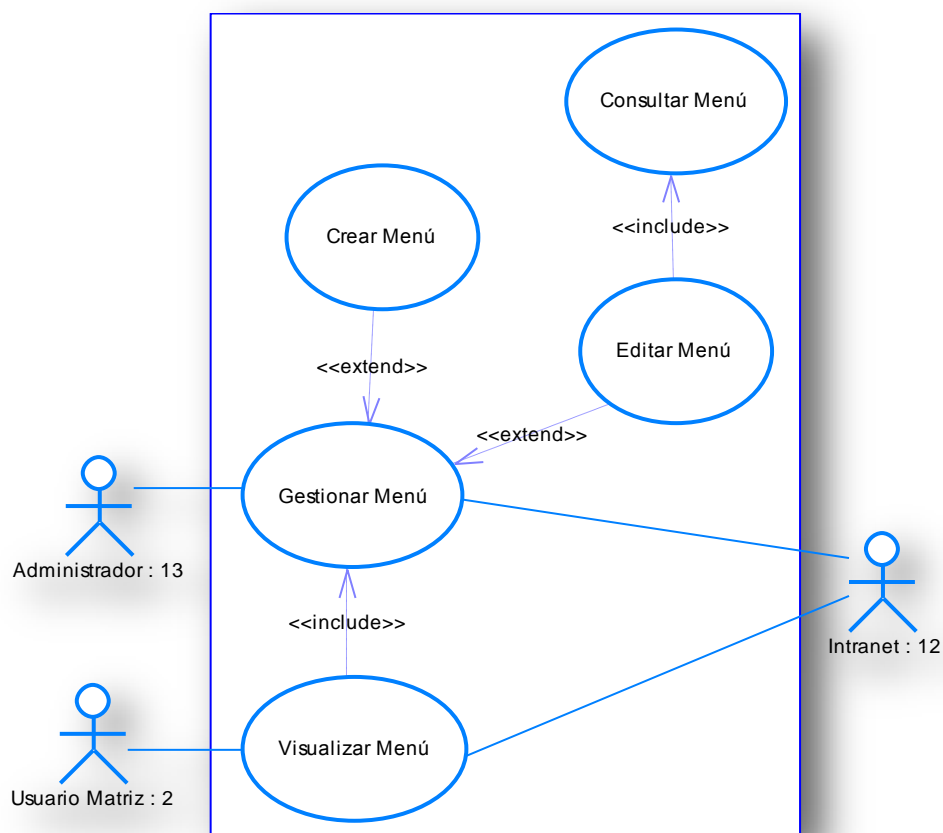 Consultar Menú
Crear Menú
<<include>>
Editar Menú
<<extend>>
<<extend>>
Gestionar Menú
Administrador : 13
<<include>>
Intranet : 12
Visualizar Menú
Usuario Matriz : 2